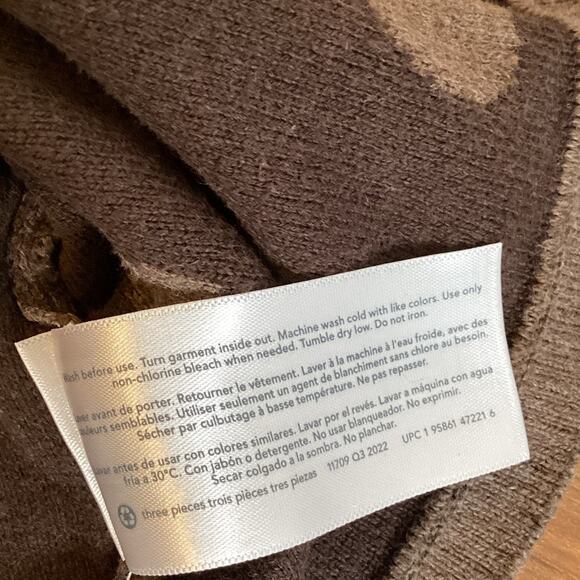 Wash before use. Turn garment inside out. Machine wash cold with like colors. Use only
non-chlorine bleach when needed. Tumble dry low. Do not iron.
Laver avant de porter. Retourner le vêtement. Laver à la machine à l'eau froide, avec des
couleurs semblables. Utiliser seulement un agent de blanchiment sans chlore au besoin.
Sécher par culbutage à basse température. Ne pas repasser.
Lavar antes de usar con colores similares. Lavar por el revés. Lavar a máquina con agua
fria a 30°C. Con jabón o detergente. No usar blanqueador. No exprimir.
Secar colgado a la sombra. No planchar.
three pieces trois pièces tres piezas 11709 Q3 2022 UPC 1 95861 47221 6